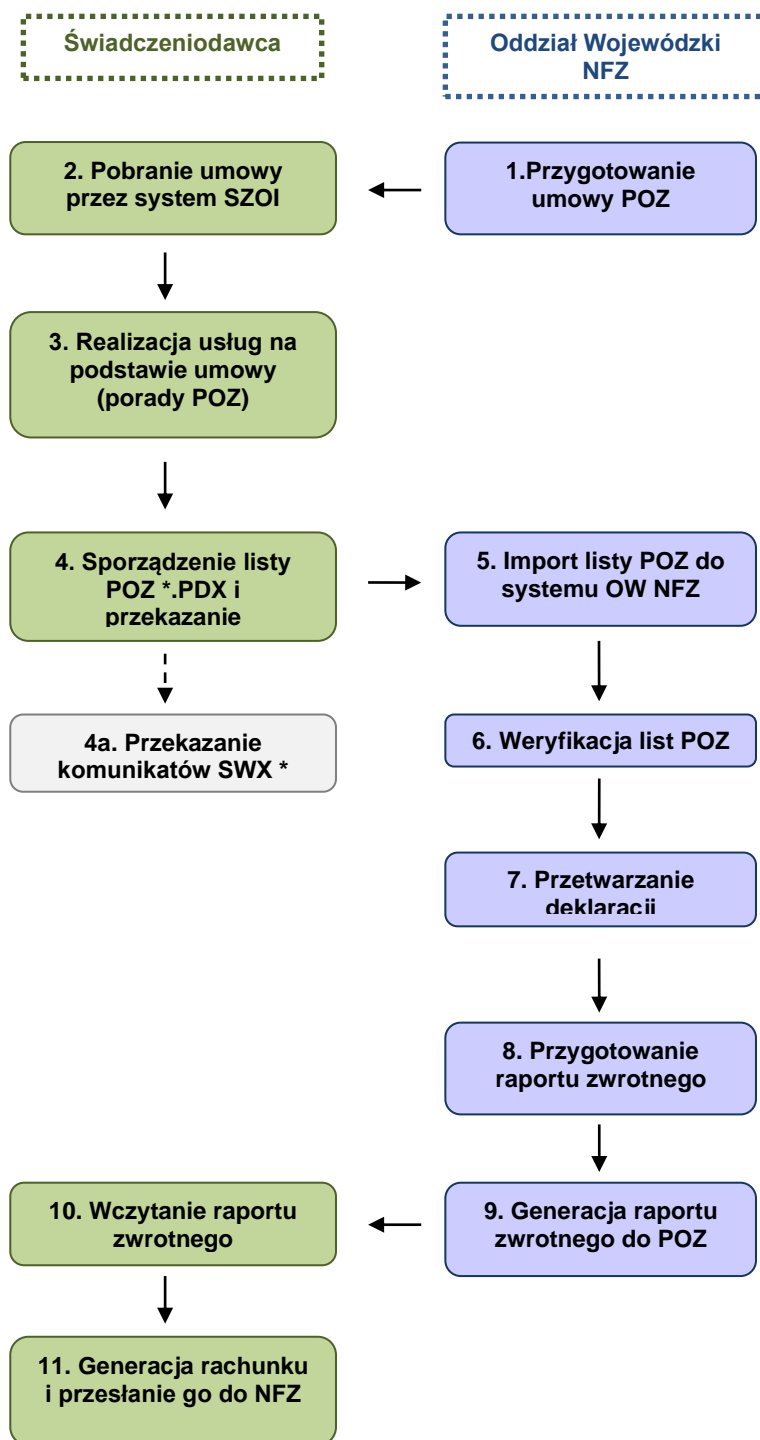 Świadczeniodawca
Oddział Wojewódzki
NFZ
2. Pobranie umowy
przez system SZOI
1.Przygotowanie
umowy POZ
3. Realizacja usług na
podstawie umowy
(porady POZ)
4. Sporządzenie listy
POZ *.PDX i
przekazanie
5. Import listy POZ do
systemu OW NFZ
4a. Przekazanie
komunikatów SWX *
6. Weryfikacja list POZ
7. Przetwarzanie
deklaracji
8. Przygotowanie
raportu zwrotnego
10. Wczytanie raportu
zwrotnego
9. Generacja raportu
zwrotnego do POZ
11. Generacja rachunku
i przesłanie go do NFZ